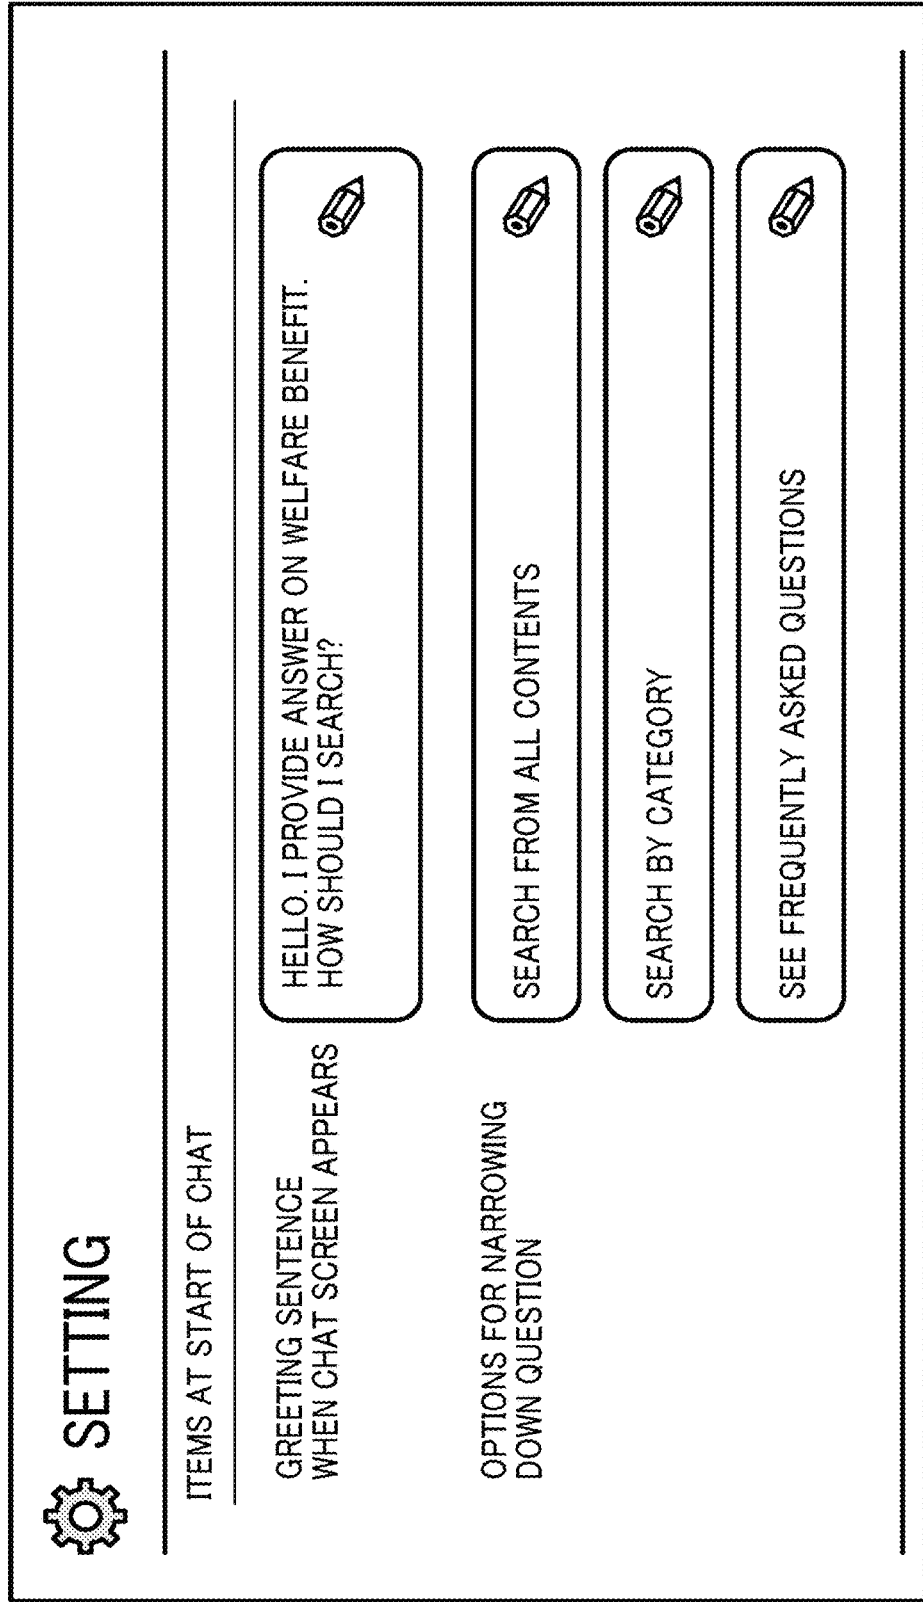 SETTING
ITEMS AT START OF CHAT
GREETING SENTENCE
WHEN CHAT SCREEN APPEARS
HELLO. I PROVIDE ANSWER ON WELFARE BENEFIT.
HOW SHOULD I SEARCH?
OPTIONS FOR NARROWING
DOWN QUESTION
SEARCH FROM ALL CONTENTS
SEARCH BY CATEGORY
SEE FREQUENTLY ASKED QUESTIONS